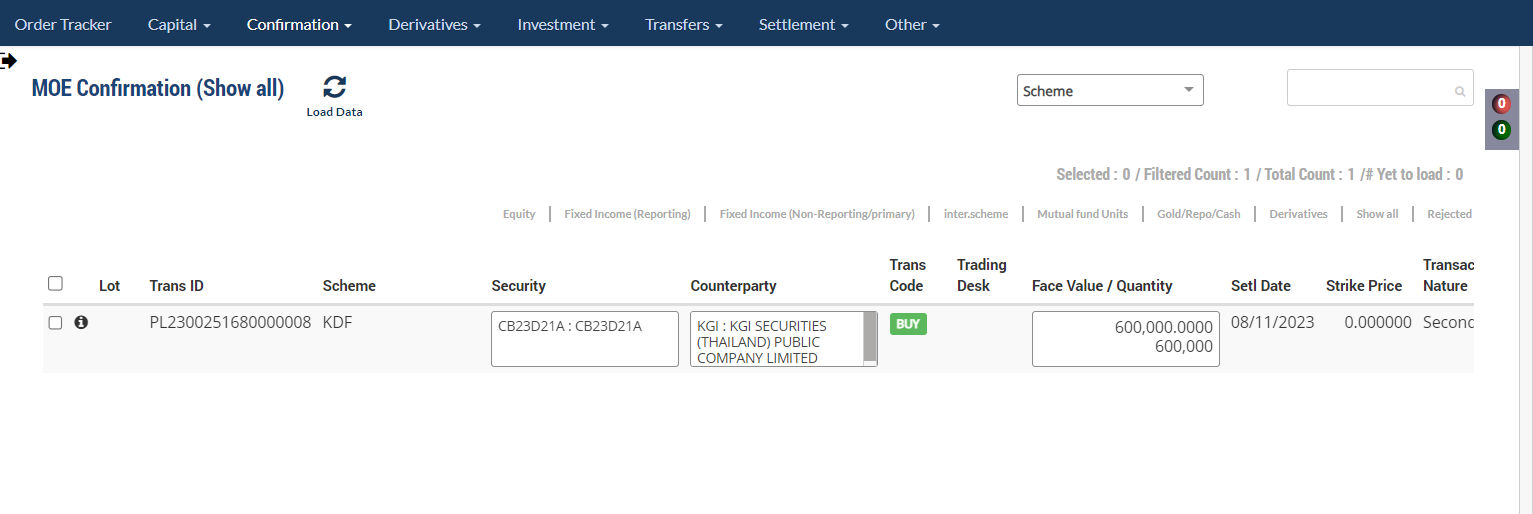 Order Tracker Capital Confirmation Derivatives Investment Transfers Settlement Other
MOE Confirmation (Show all)
Load Data
Scheme
0
0
Selected : 0 / Filtered Count : 1 / Total Count : 1 /# Yet to load : 0
Equity | Fixed Income (Reporting) | Fixed Income (Non-Reporting/primary) | inter.scheme | Mutual fund Units | Gold/Repo/Cash | Derivatives | Show all | Rejected
Lot Trans ID Scheme Security Counterparty Trans Code Trading Desk Face Value / Quantity Setl Date Strike Price Transac Nature
PL2300251680000008 KDF CB23D21A : CB23D21A KGI : KGI SECURITIES (THAILAND) PUBLIC COMPANY LIMITED BUY 600,000.0000 600,000 08/11/2023 0.000000 Second